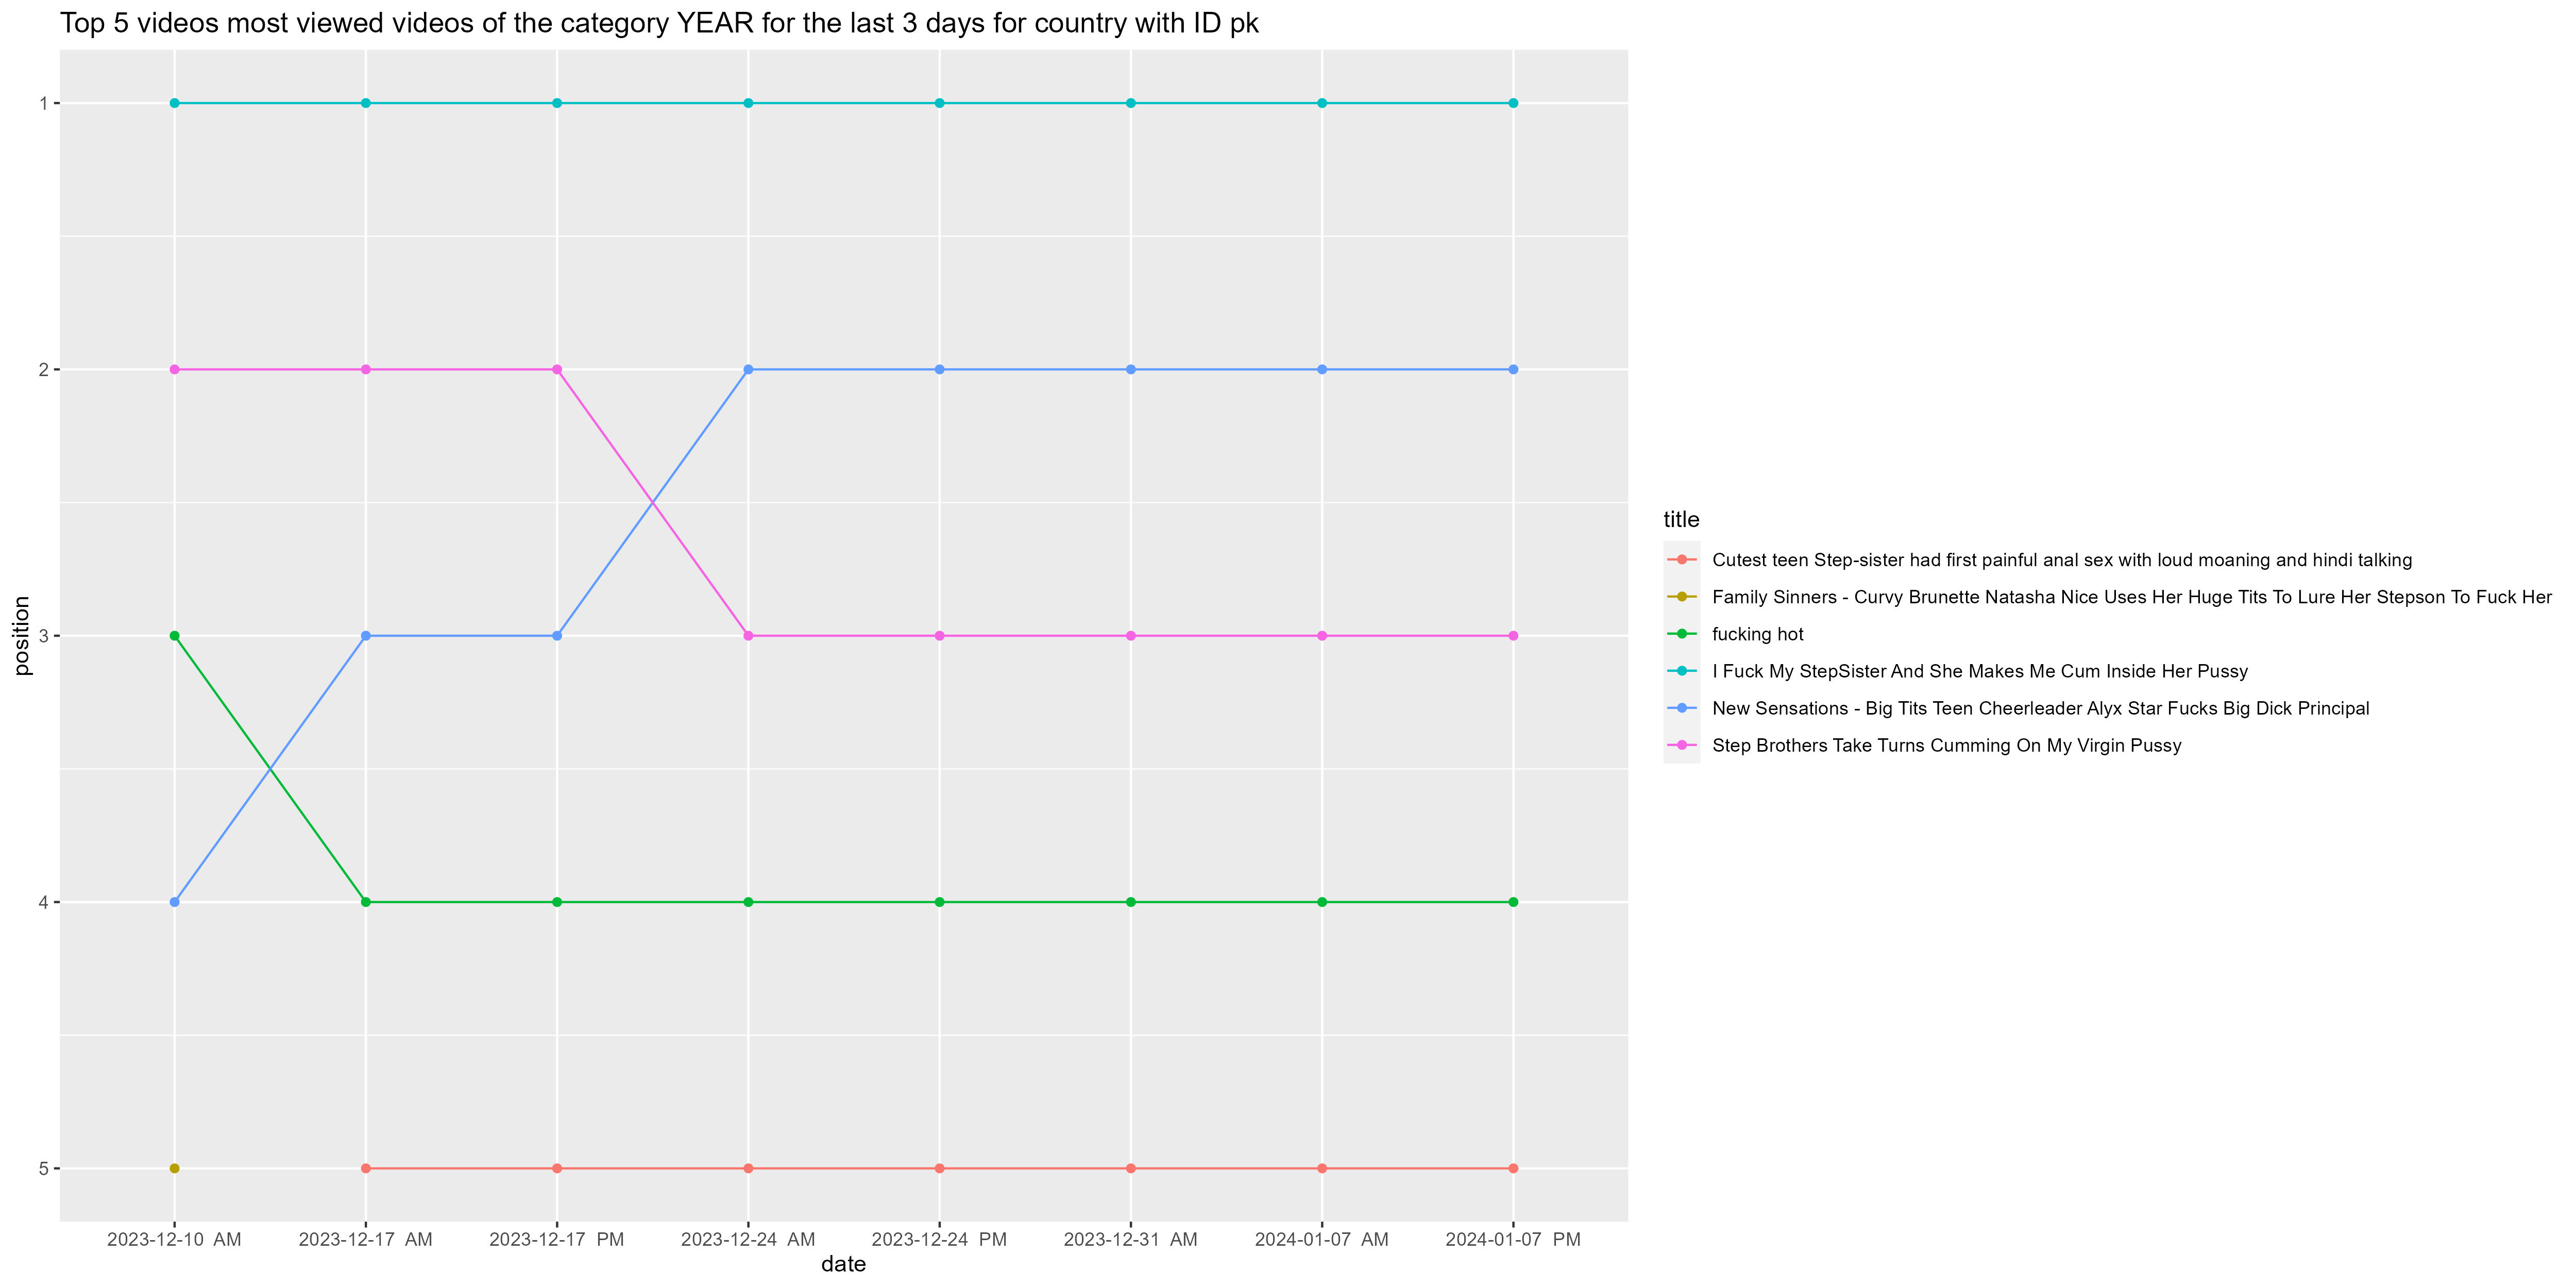 Top 5 videos most viewed videos of the category YEAR for the last 3 days for country with ID pk
1
2
3
4
5
position
2023-12-10 AM
2023-12-17 AM
2023-12-17 PM
2023-12-24 AM
2023-12-24 PM
2023-12-31 AM
2024-01-07 AM
2024-01-07 PM
date
title
Cutest teen Step-sister had first painful anal sex with loud moaning and hindi talking
Family Sinners - Curvy Brunette Natasha Nice Uses Her Huge Tits To Lure Her Stepson To Fuck Her
fucking hot
I Fuck My StepSister And She Makes Me Cum Inside Her Pussy
New Sensations - Big Tits Teen Cheerleader Alyx Star Fucks Big Dick Principal
Step Brothers Take Turns Cumming On My Virgin Pussy